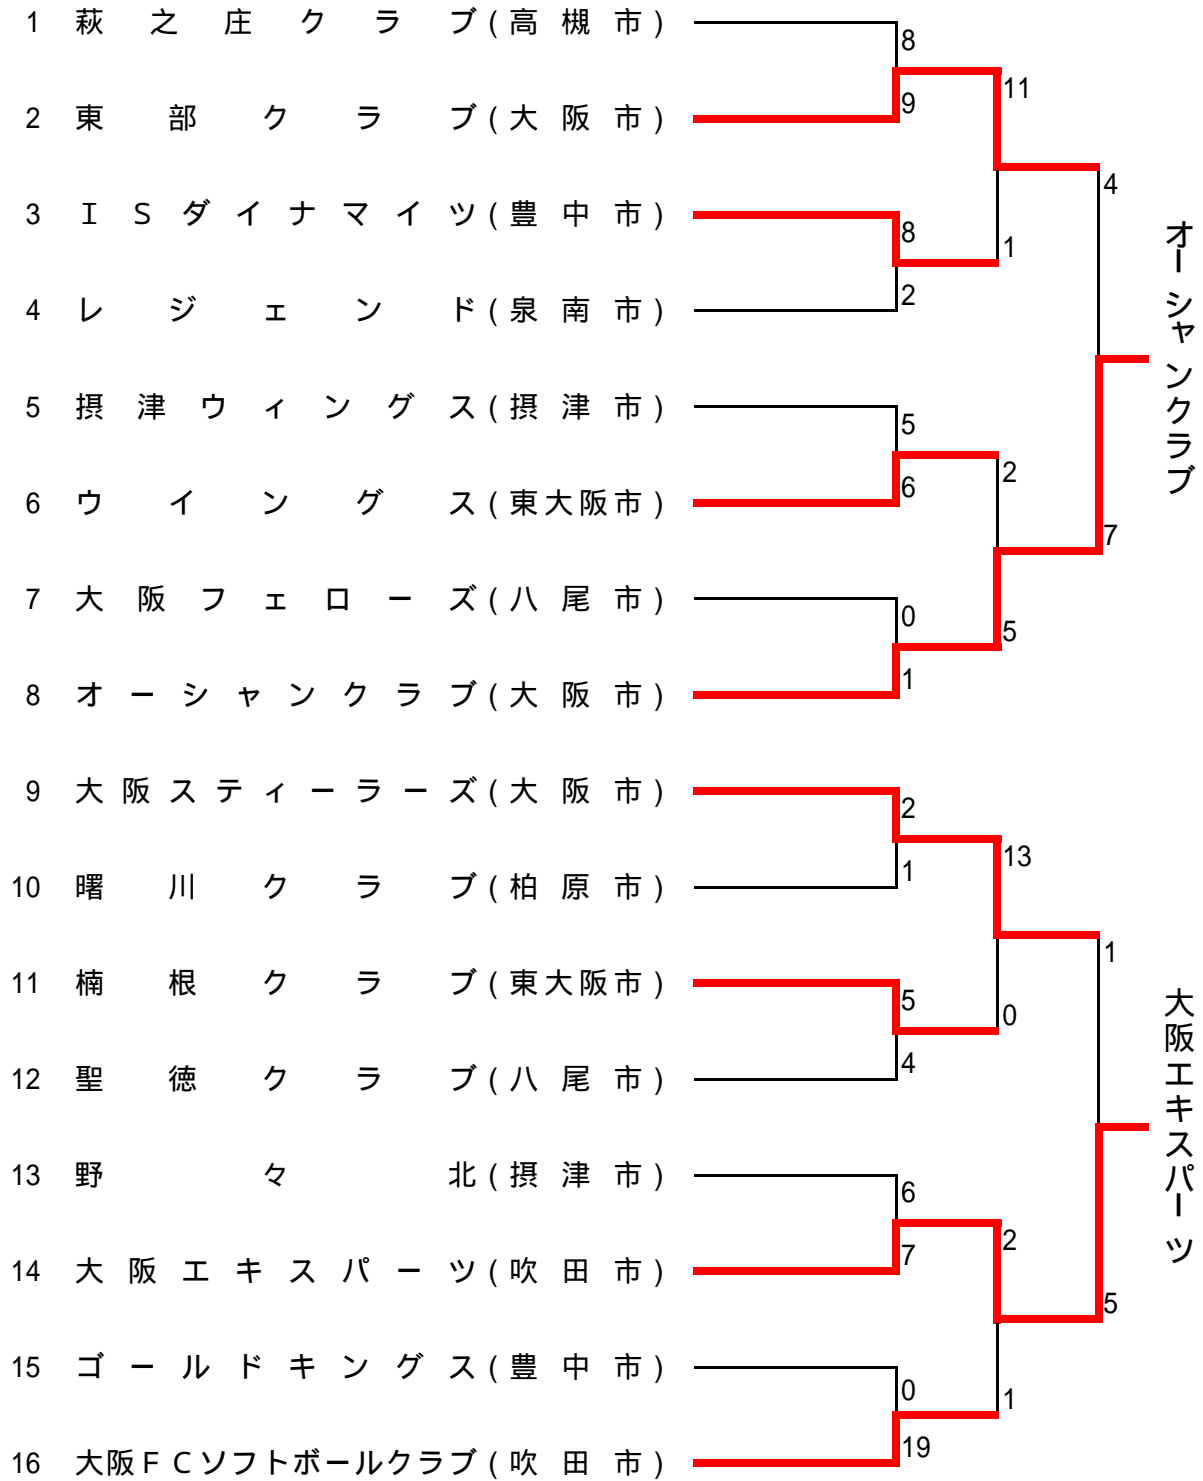 1 萩之庄クラブ(高槻市)
8
11
2 東部クラブ(大阪市)
9
4
3 ＩＳダイナマイツ(豊中市)
8
1
4 レジェンド(泉南市)
2
オーシャンクラブ
5 摂津ウィングス(摂津市)
5
2
6 ウイングス(東大阪市)
6
7
7 大阪フェローズ(八尾市)
0
5
8 オーシャンクラブ(大阪市)
1
9 大阪スティーラーズ(大阪市)
2
13
10 曙川クラブ(柏原市)
1
1
11 楠根クラブ(東大阪市)
5
0
12 聖徳クラブ(八尾市)
4
大阪エキスパーツ
13 野々北(摂津市)
6
2
14 大阪エキスパーツ(吹田市)
7
5
15 ゴールドキングス(豊中市)
0
1
16 大阪ＦＣソフトボールクラブ(吹田市)
19